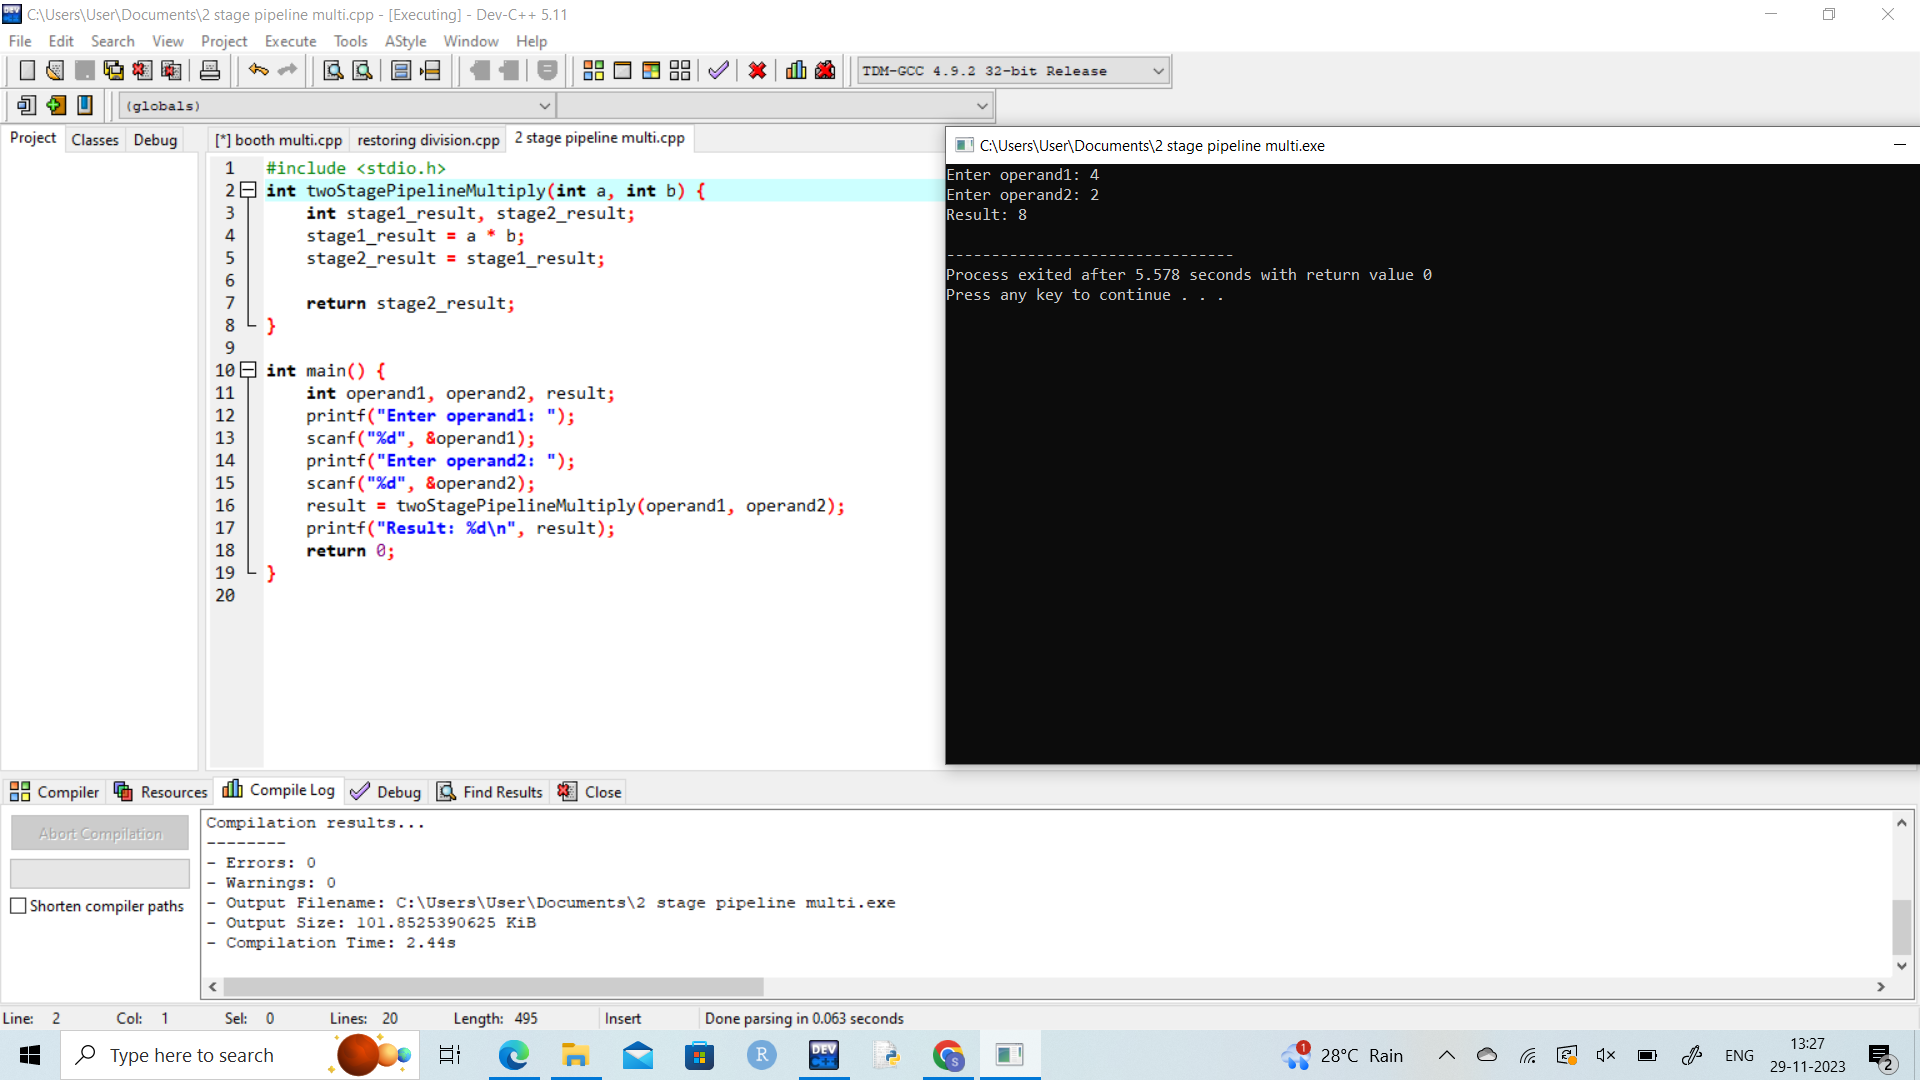 C:\Users\User\Documents\2 stage pipeline multi.cpp - [Executing] - Dev-C++ 5.11
File Edit Search View Project Execute Tools AStyle Window Help
TDM-GCC 4.9.2 32-bit Release
(globals)
Project Classes Debug
[*] booth multi.cpp restoring division.cpp 2 stage pipeline multi.cpp
1 #include <stdio.h>
2 int twoStagePipelineMultiply(int a, int b) {
3 int stage1_result, stage2_result;
4 stage1_result = a * b;
5 stage2_result = stage1_result;
6
7 return stage2_result;
8 }
9
10 int main() {
11 int operand1, operand2, result;
12 printf("Enter operand1: ");
13 scanf("%d", &operand1);
14 printf("Enter operand2: ");
15 scanf("%d", &operand2);
16 result = twoStagePipelineMultiply(operand1, operand2);
17 printf("Result: %d\n", result);
18 return 0;
19 }
20
C:\Users\User\Documents\2 stage pipeline multi.exe
Enter operand1: 4
Enter operand2: 2
Result: 8
--------------------------------
Process exited after 5.578 seconds with return value 0
Press any key to continue . . .
Compiler Resources Compile Log Debug Find Results Close
Abort Compilation
Shorten compiler paths
Compilation results...
--------
- Errors: 0
- Warnings: 0
- Output Filename: C:\Users\User\Documents\2 stage pipeline multi.exe
- Output Size: 101.8525390625 KiB
- Compilation Time: 2.44s
Line: 2 Col: 1 Sel: 0 Lines: 20 Length: 495 Insert Done parsing in 0.063 seconds
Type here to search
DEV C++
R
S
1
28°C Rain
ENG
13:27
29-11-2023
2